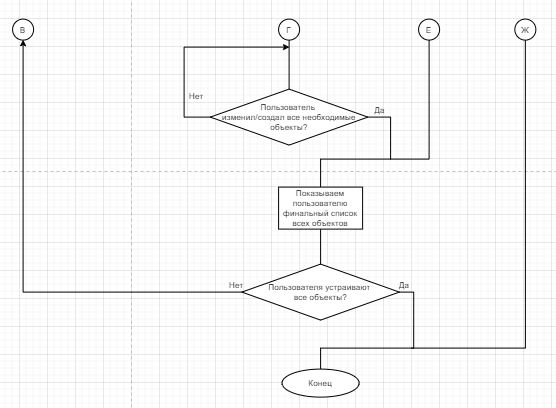 В
Г
Е
Ж
Нет
Пользователь
изменил/создал все необходимые
объекты?
Да
Показываем
пользователю
финальный список
всех объектов
Нет
Пользователя устраивают
все объекты?
Да
Конец